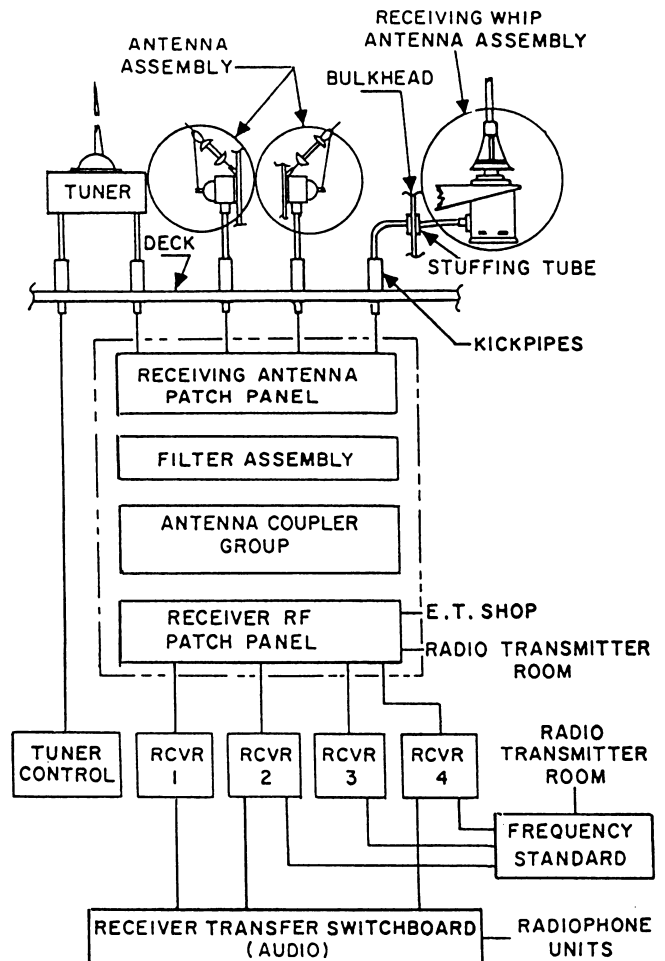 RECEIVING WHIP
ANTENNA ASSEMBLY
ANTENNA
ASSEMBLY
BULKHEAD
TUNER
DECK
STUFFING TUBE
KICKPIPES
RECEIVING ANTENNA
PATCH PANEL
FILTER ASSEMBLY
ANTENNA COUPLER
GROUP
RECEIVER RF
PATCH PANEL
E.T. SHOP
RADIO TRANSMITTER
ROOM
TUNER
CONTROL
RCVR
1
RCVR
2
RCVR
3
RCVR
4
RADIO
TRANSMITTER
ROOM
FREQUENCY
STANDARD
RECEIVER TRANSFER SWITCHBOARD
(AUDIO)
RADIOPHONE
UNITS